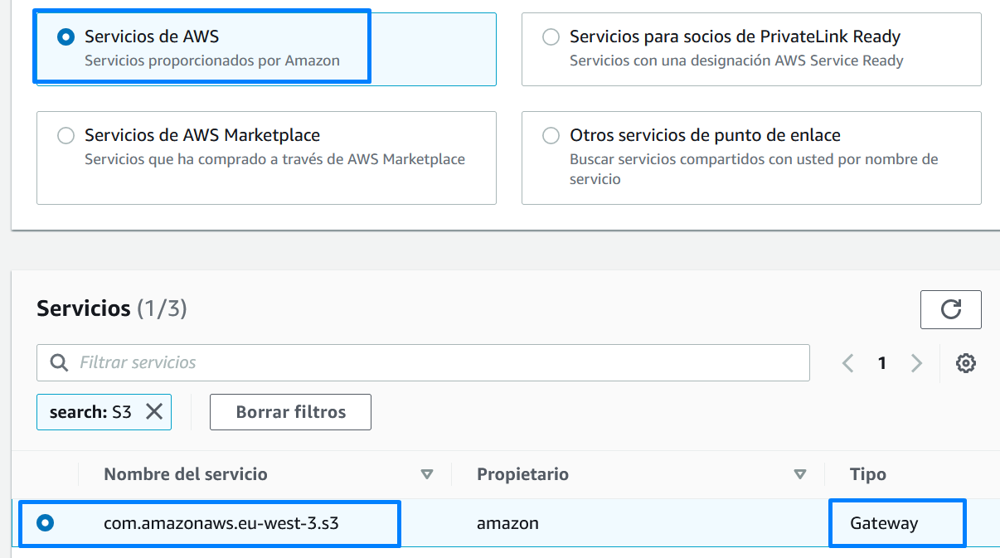 Servicios de AWS
Servicios proporcionados por Amazon
Servicios para socios de PrivateLink Ready
Servicios con una designación AWS Service Ready
Servicios de AWS Marketplace
Servicios que ha comprado a través de AWS Marketplace
Otros servicios de punto de enlace
Buscar servicios compartidos con usted por nombre de
servicio
Servicios (1/3)
Filtrar servicios
1
search: S3
Borrar filtros
Nombre del servicio
Propietario
Tipo
com.amazonaws.eu-west-3.s3
amazon
Gateway